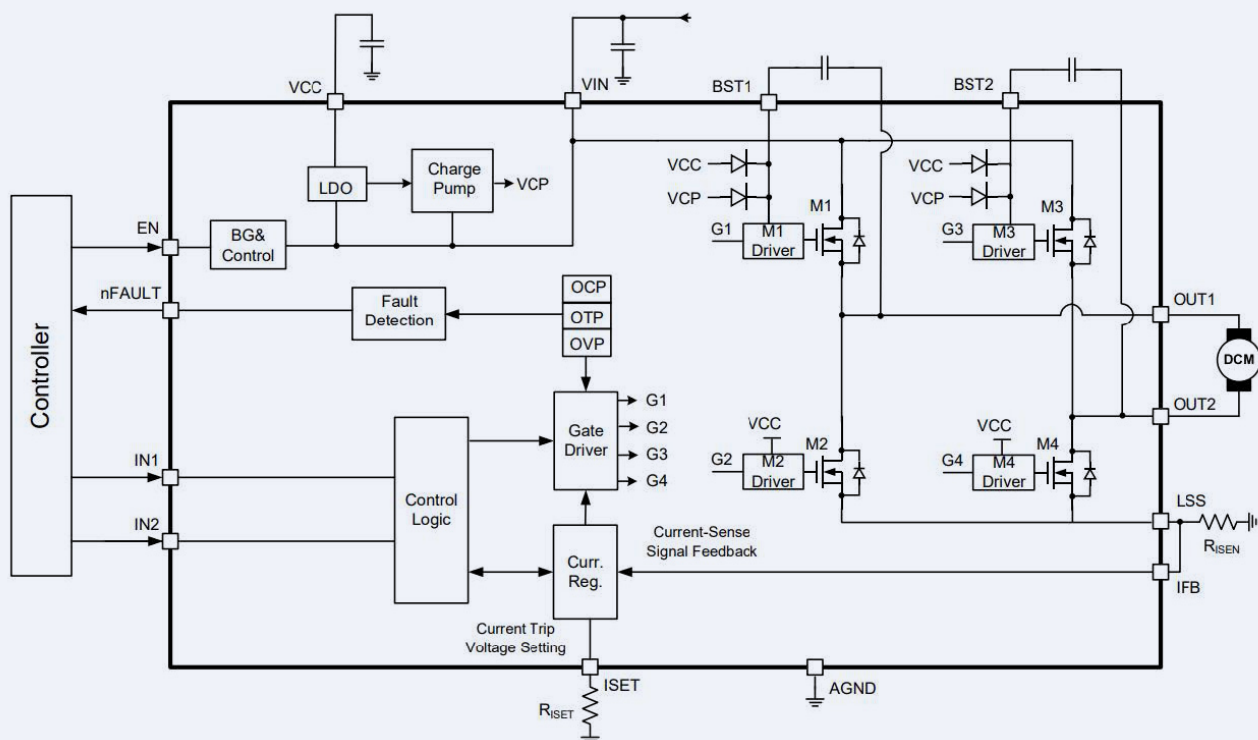 VCC
VIN
BST1
BST2
LDO
Charge
Pump
VCP
VCC
VCP
M1
VCC
VCP
M3
EN
BG&
Control
G1
M1
Driver
G3
M3
Driver
nFAULT
Fault
Detection
OCP
OTP
OVP
OUT1
DCM
OUT2
Controller
Gate
Driver
G1
G2
G3
G4
VCC
G2
M2
Driver
M2
VCC
G4
M4
Driver
M4
IN1
IN2
Control
Logic
Curr.
Reg.
Current-Sense
Signal Feedback
LSS
RISEN
IFB
Current Trip
Voltage Setting
ISET
RISET
AGND